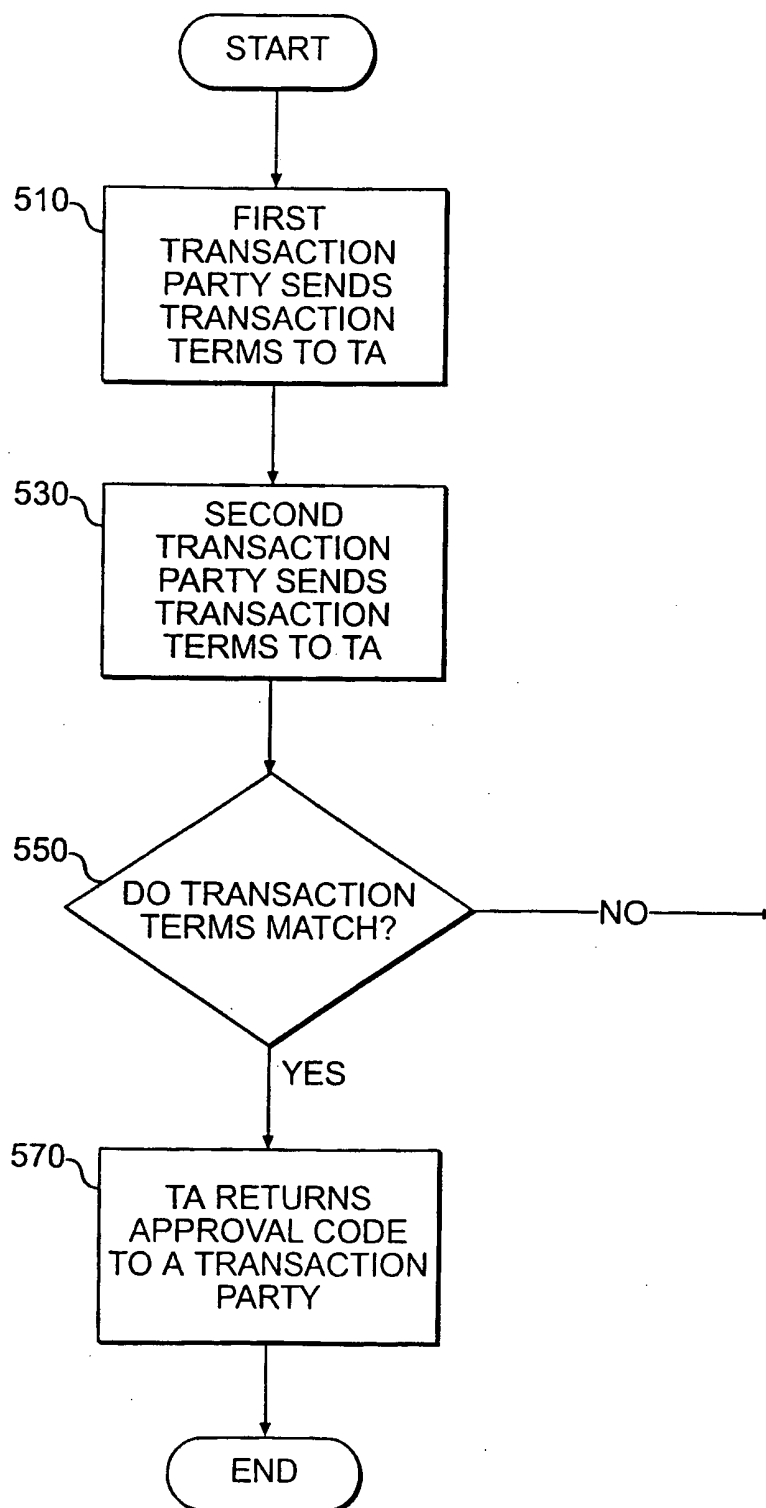 START
510
FIRST
TRANSACTION
PARTY SENDS
TRANSACTION
TERMS TO TA
530
SECOND
TRANSACTION
PARTY SENDS
TRANSACTION
TERMS TO TA
550
DO TRANSACTION
TERMS MATCH?
NO
YES
570
TA RETURNS
APPROVAL CODE
TO A TRANSACTION
PARTY
END